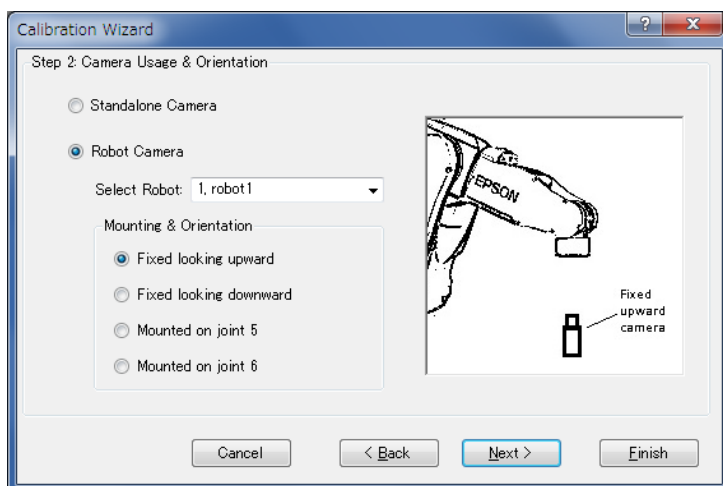 Calibration Wizard
Step 2: Camera Usage & Orientation
Standalone Camera
Robot Camera
Select Robot: 1, robot1
Mounting & Orientation
Fixed looking upward
Fixed looking downward
Mounted on joint 5
Mounted on joint 6
EPSON
Fixed
upward
camera
Cancel
< Back
Next >
Finish